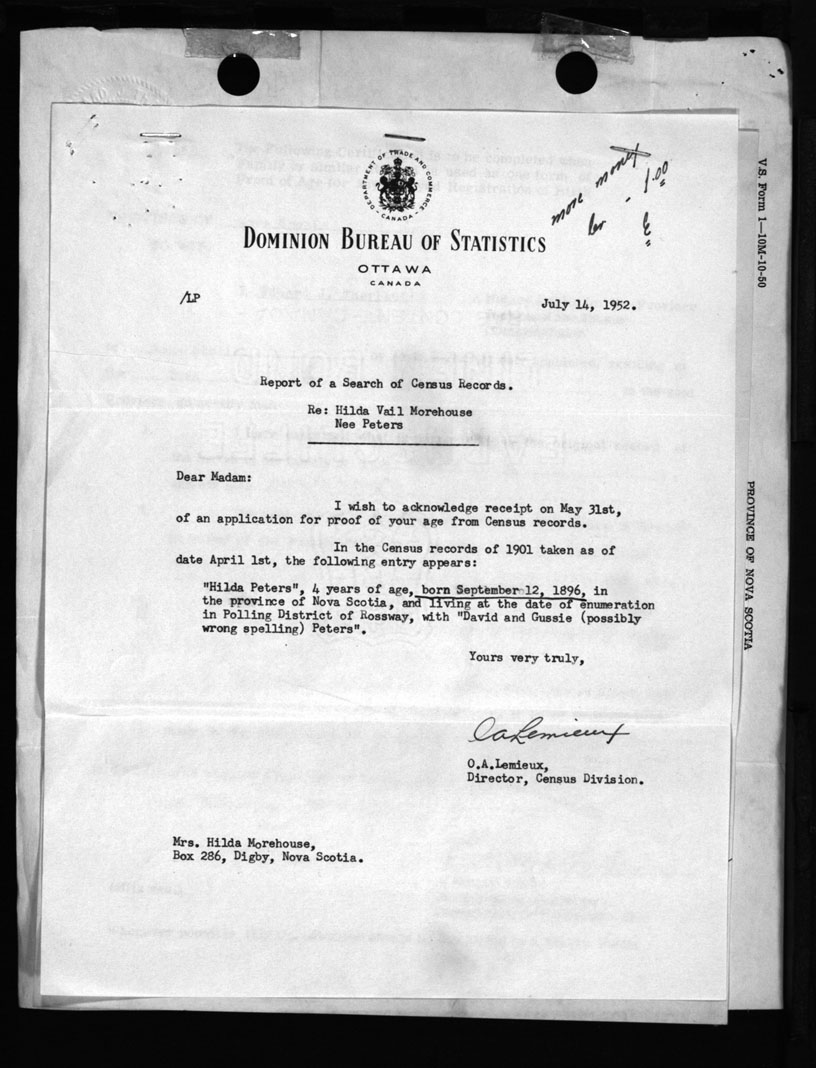 more money
1.00
DEPARTMENT OF TRADE AND COMMERCE
- CANADA -
DOMINION BUREAU OF STATISTICS
OTTAWA
CANADA
/LP
July 14, 1952.
Report of a Search of Census Records.
Re: Hilda Vail Morehouse
Nee Peters
Dear Madam:
I wish to acknowledge receipt on May 31st,
of an application for proof of your age from Census records.
In the Census records of 1901 taken as of
date April 1st, the following entry appears:
"Hilda Peters", 4 years of age, born September 12, 1896, in
the province of Nova Scotia, and living at the date of enumeration
in Polling District of Rossway, with "David and Gussie (possibly
wrong spelling) Peters".
Yours very truly,
O.A.Lemieux
O.A.Lemieux,
Director, Census Division.
Mrs. Hilda Morehouse,
Box 286, Digby, Nova Scotia.
V.S. Form 1—10M-10-50
PROVINCE OF NOVA SCOTIA